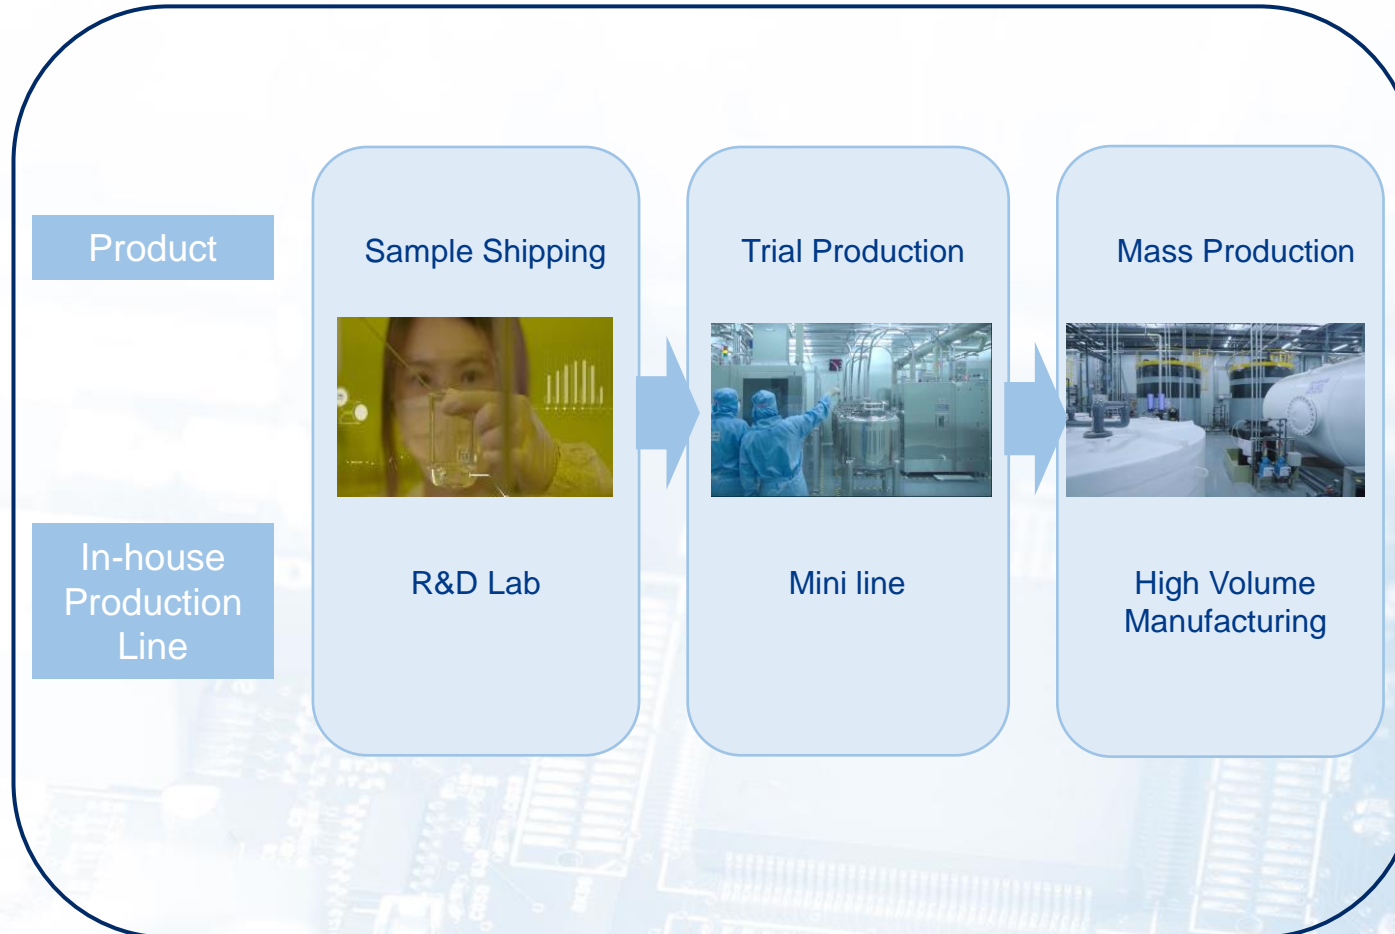 Product
Sample Shipping
Trial Production
Mass Production
In-house
Production
Line
R&D Lab
Mini line
High Volume
Manufacturing